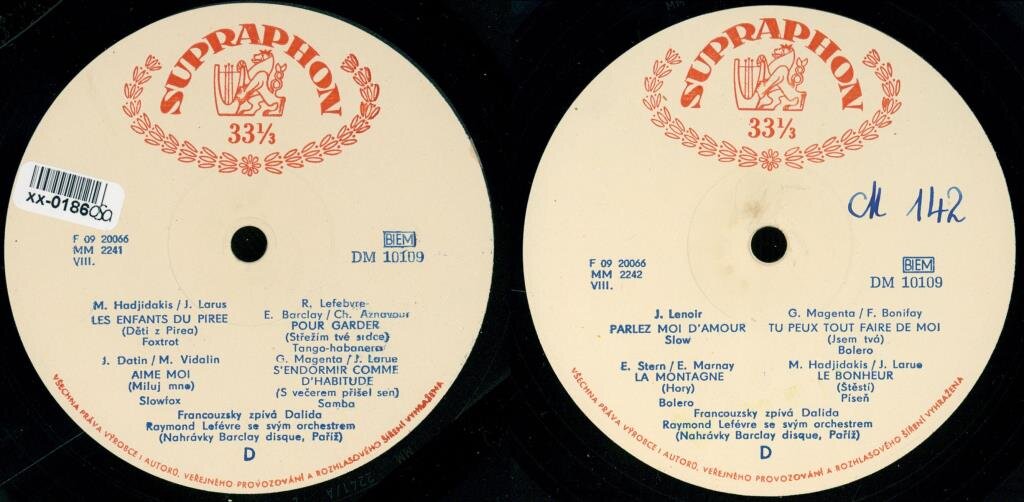 SUPRAPHON
33⅓
xx-0186050
F 09 20066
MM 2241
VIII.
BIEM
DM 10109
M. Hadjidakis / J. Larus
LES ENFANTS DU PIREE
(Děti z Pirea)
Foxtrot
J. Datin / M. Vidalin
AIME MOI
(Miluj mne)
Slowfox
R. Lefebvre-
E. Barclay / Ch. Aznavour
POUR GARDER
(Střežím tvé srdce)
Tango-habanera
G. Magenta / J. Larue
S'ENDORMIR COMME
D'HABITUDE
(S večerem přišel sen)
Samba
Francouzsky zpívá Dalida
Raymond Lefévre se svým orchestrem
(Nahrávky Barclay disque, Paříž)
D
VŠECHNA PRÁVA VÝROBCE I AUTORŮ, VEŘEJNÉHO PROVOZOVÁNÍ A ROZHLASOVÉHO ŠÍŘENÍ VYHRAŽENA
2241/A
SUPRAPHON
33⅓
M 142
F 09 20066
MM 2242
VIII.
BIEM
DM 10109
J. Lenoir
PARLEZ MOI D'AMOUR
Slow
E. Stern / E. Marnay
LA MONTAGNE
(Hory)
Bolero
G. Magenta / F. Bonifay
TU PEUX TOUT FAIRE DE MOI
(Jsem tvá)
Bolero
M. Hadjidakis / J. Larue
LE BONHEUR
(Štěstí)
Píseň
Francouzsky zpívá Dalida
Raymond Lefévre se svým orchestrem
(Nahrávky Barclay disque, Paříž)
D
VŠECHNA PRÁVA VÝROBCE I AUTORŮ, VEŘEJNÉHO PROVOZOVÁNÍ A ROZHLASOVÉHO ŠÍŘENÍ VYHRAŽENA